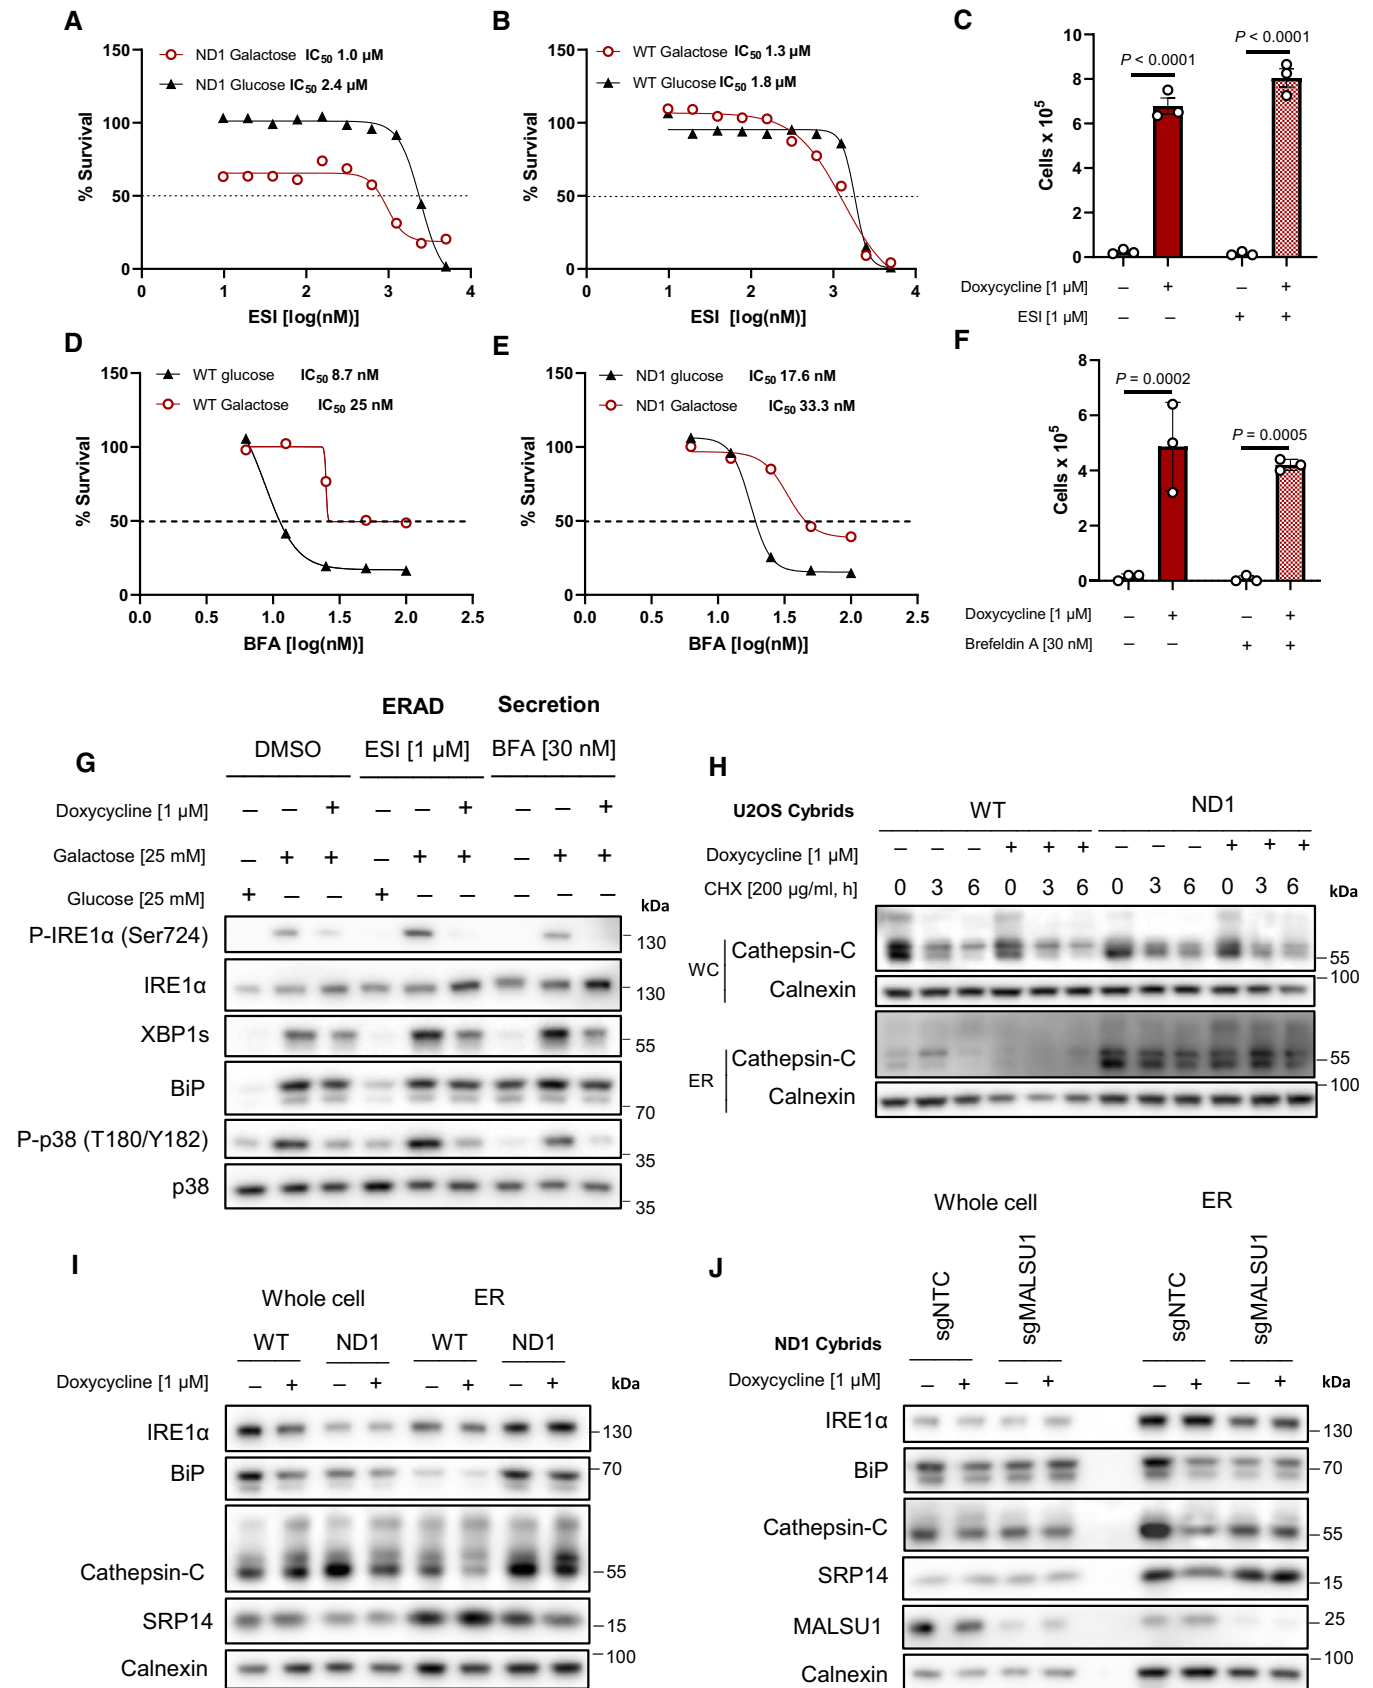 A
150
100
50
0
% Survival
ND1 Galactose IC50 1.0 µM
ND1 Glucose IC50 2.4 µM
0 1 2 3 4
ESI [log(nM)]
B
150
100
50
0
% Survival
WT Galactose IC50 1.3 µM
WT Glucose IC50 1.8 µM
0 1 2 3 4
ESI [log(nM)]
C
10
8
6
4
2
0
Cells x 10^5
P < 0.0001
P < 0.0001
Doxycycline [1 µM] – + – +
ESI [1 µM] – – + +
D
150
100
50
0
% Survival
WT glucose IC50 8.7 nM
WT Galactose IC50 25 nM
0.0 0.5 1.0 1.5 2.0 2.5
BFA [log(nM)]
E
150
100
50
0
% Survival
ND1 glucose IC50 17.6 nM
ND1 Galactose IC50 33.3 nM
0.0 0.5 1.0 1.5 2.0 2.5
BFA [log(nM)]
F
8
6
4
2
0
Cells x 10^5
P = 0.0002
P = 0.0005
Doxycycline [1 µM] – + – +
Brefeldin A [30 nM] – – + +
G
ERAD Secretion
DMSO ESI [1 µM] BFA [30 nM]
Doxycycline [1 µM] – – + – – + – – +
Galactose [25 mM] – + + – + + – + +
Glucose [25 mM] + – – + – – – – –
kDa
P-IRE1α (Ser724) 130
IRE1α 130
XBP1s 55
BiP 70
P-p38 (T180/Y182) 35
p38 35
H
U2OS Cybrids WT ND1
Doxycycline [1 µM] – – – + + + – – – + + +
CHX [200 µg/ml, h] 0 3 6 0 3 6 0 3 6 0 3 6 kDa
WC
Cathepsin-C 55
Calnexin 100
ER
Cathepsin-C 55
Calnexin 100
I
Whole cell ER
WT ND1 WT ND1
Doxycycline [1 µM] – + – + – + – + kDa
IRE1α 130
BiP 70
Cathepsin-C 55
SRP14 15
Calnexin 100
J
Whole cell ER
ND1 Cybrids sgNTC sgMALSU1 sgNTC sgMALSU1
Doxycycline [1 µM] – + – + – + – + kDa
IRE1α 130
BiP 70
Cathepsin-C 55
SRP14 15
MALSU1 25
Calnexin 100